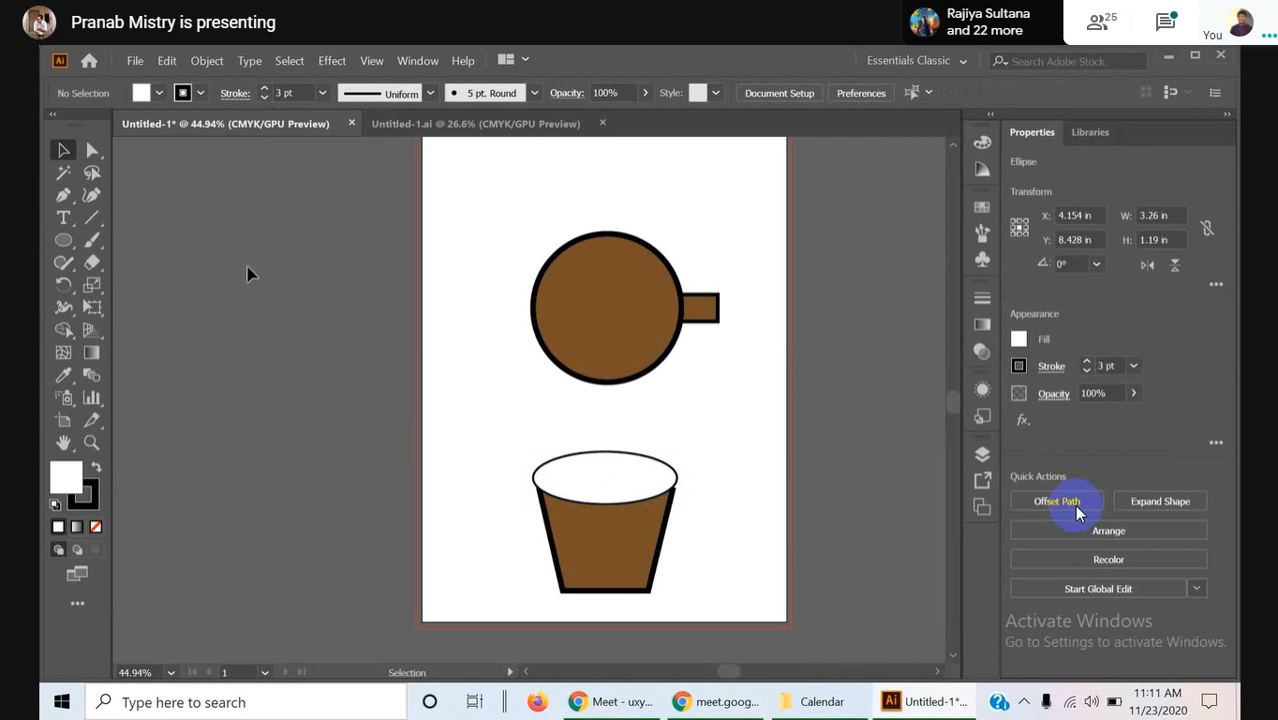 Pranab Mistry is presenting
Rajiya Sultana
and 22 more
25
You
Ai
File Edit Object Type Select Effect View Window Help
Essentials Classic
Search Adobe Stock
No Selection
Stroke: 3 pt
Uniform
5 pt. Round
Opacity: 100%
Style:
Document Setup
Preferences
Untitled-1* @ 44.94% (CMYK/GPU Preview)
Untitled-1.ai @ 26.6% (CMYK/GPU Preview)
Properties Libraries
Ellipse
Transform
X: 4.154 in W: 3.26 in
Y: 8.428 in H: 1.19 in
0°
Appearance
Fill
Stroke 3 pt
Opacity 100%
fx.
Quick Actions
Offset Path Expand Shape
Arrange
Recolor
Start Global Edit
Activate Windows
Go to Settings to activate Windows.
44.94% 1 Selection
Type here to search
Meet - uxy...
meet.goog...
Calendar
Ai Untitled-1*...
11:11 AM
11/23/2020